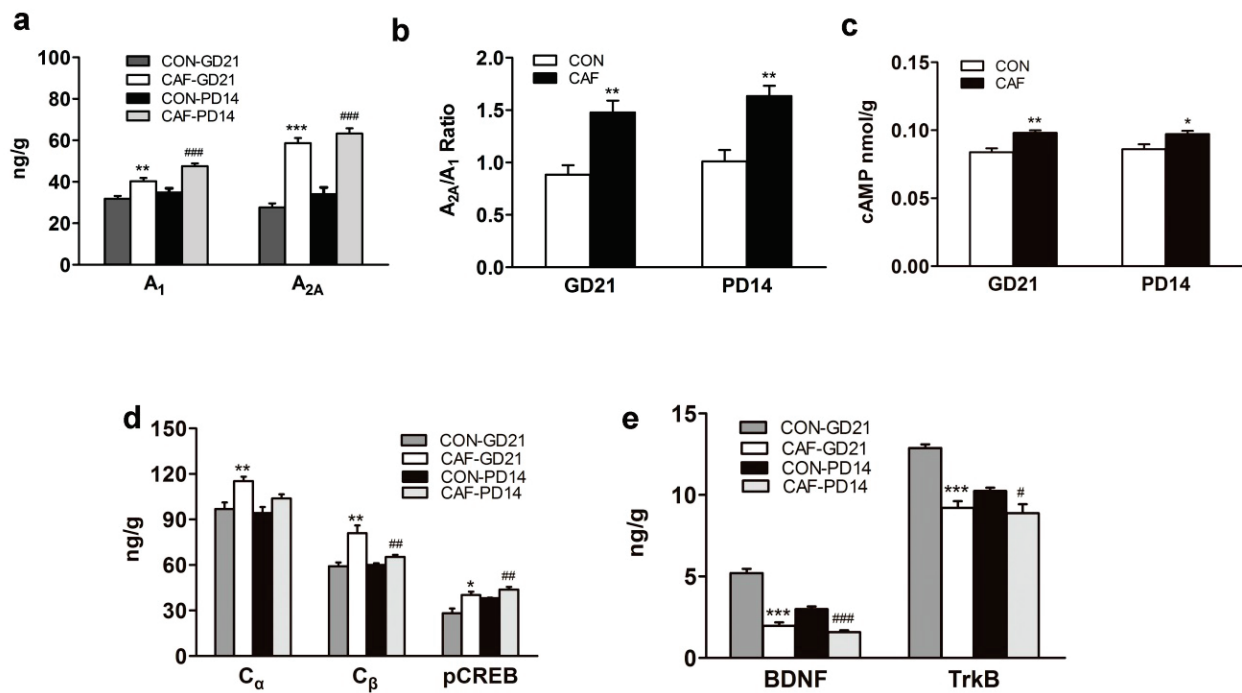 a
CON-GD21
CAF-GD21
CON-PD14
CAF-PD14
ng/g
100
80
60
40
20
0
**
###
***
###
A1
A2A
b
CON
CAF
A2A/A1 Ratio
2.0
1.5
1.0
0.5
0.0
**
**
GD21
PD14
c
CON
CAF
cAMP nmol/g
0.15
0.10
0.05
0.00
**
*
GD21
PD14
d
CON-GD21
CAF-GD21
CON-PD14
CAF-PD14
ng/g
150
120
90
60
30
0
**
**
##
*
##
Cα
Cβ
pCREB
e
CON-GD21
CAF-GD21
CON-PD14
CAF-PD14
ng/g
15
10
5
0
***
###
***
#
BDNF
TrkB